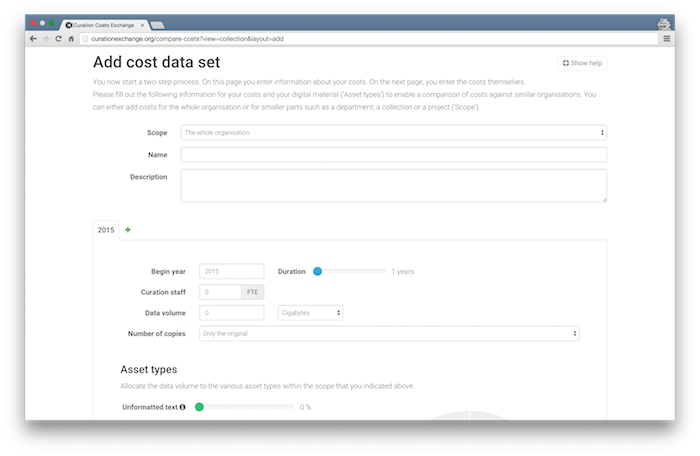 Curation Costs Exchange
curationexchange.org/compare-costs?view=collection&layout=add
Add cost data set
Show help
You now start a two-step process. On this page you enter information about your costs. On the next page, you enter the costs themselves.
Please fill out the following information for your costs and your digital material ('Asset types') to enable a comparison of costs against similar organisations. You
can either add costs for the whole organisation or for smaller parts such as a department, a collection or a project ('Scope').
Scope
The whole organisation
Name
Description
2015 +
Begin year 2015 Duration 1 years
Curation staff 0 FTE
Data volume 0 Gigabytes
Number of copies Only the original
Asset types
Allocate the data volume to the various asset types within the scope that you indicated above.
Unformatted text 0 %